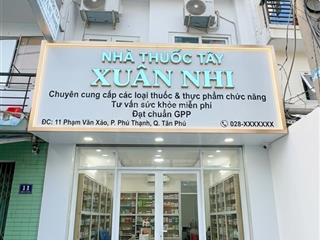 NHÀ THUỐC TÂY
XUÂN NHI
Chuyên cung cấp các loại thuốc & thực phẩm chức năng
Tư vấn sức khỏe miễn phí
Đạt chuẩn GPP
ĐC: 11 Phạm Văn Xảo, P. Phú Thạnh, Q. Tân Phú
028-XXXXXXX
11